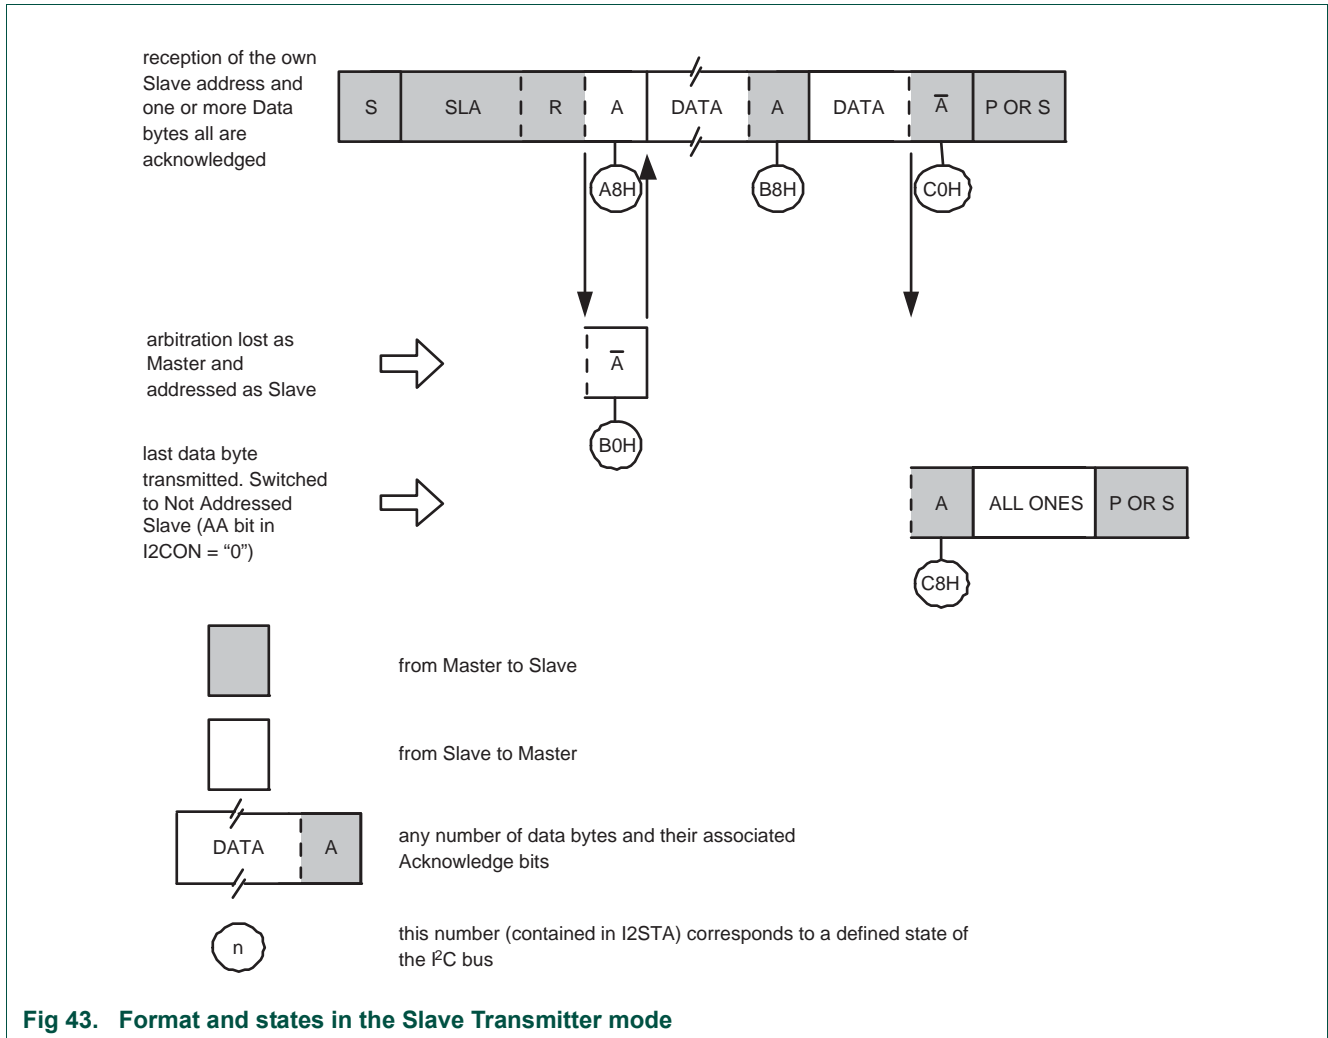 reception of the own
Slave address and
one or more Data
bytes all are
acknowledged
S SLA R A DATA A DATA A̅ P OR S
A8H B8H C0H
arbitration lost as
Master and
addressed as Slave
A̅
B0H
last data byte
transmitted. Switched
to Not Addressed
Slave (AA bit in
I2CON = “0”)
A ALL ONES P OR S
C8H
from Master to Slave
from Slave to Master
DATA A
any number of data bytes and their associated
Acknowledge bits
n
this number (contained in I2STA) corresponds to a defined state of
the I²C bus
Fig 43. Format and states in the Slave Transmitter mode